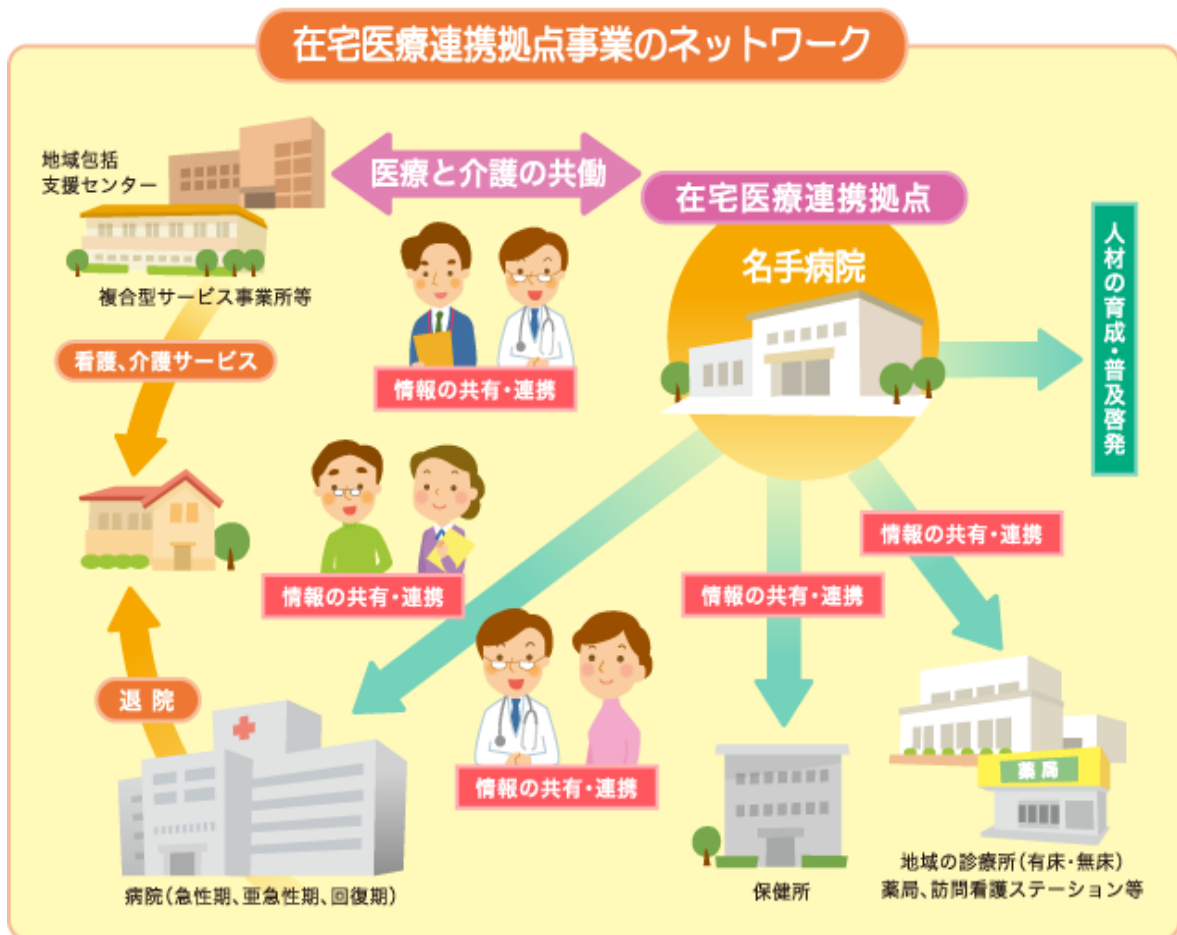 在宅医療連携拠点事業のネットワーク
地域包括
支援センター
医療と介護の共働
在宅医療連携拠点
名手病院
複合型サービス事業所等
人材の育成・普及啓発
看護、介護サービス
情報の共有・連携
情報の共有・連携
情報の共有・連携
情報の共有・連携
退院
情報の共有・連携
薬局
病院(急性期、亜急性期、回復期)
保健所
地域の診療所(有床・無床)
薬局、訪問看護ステーション等